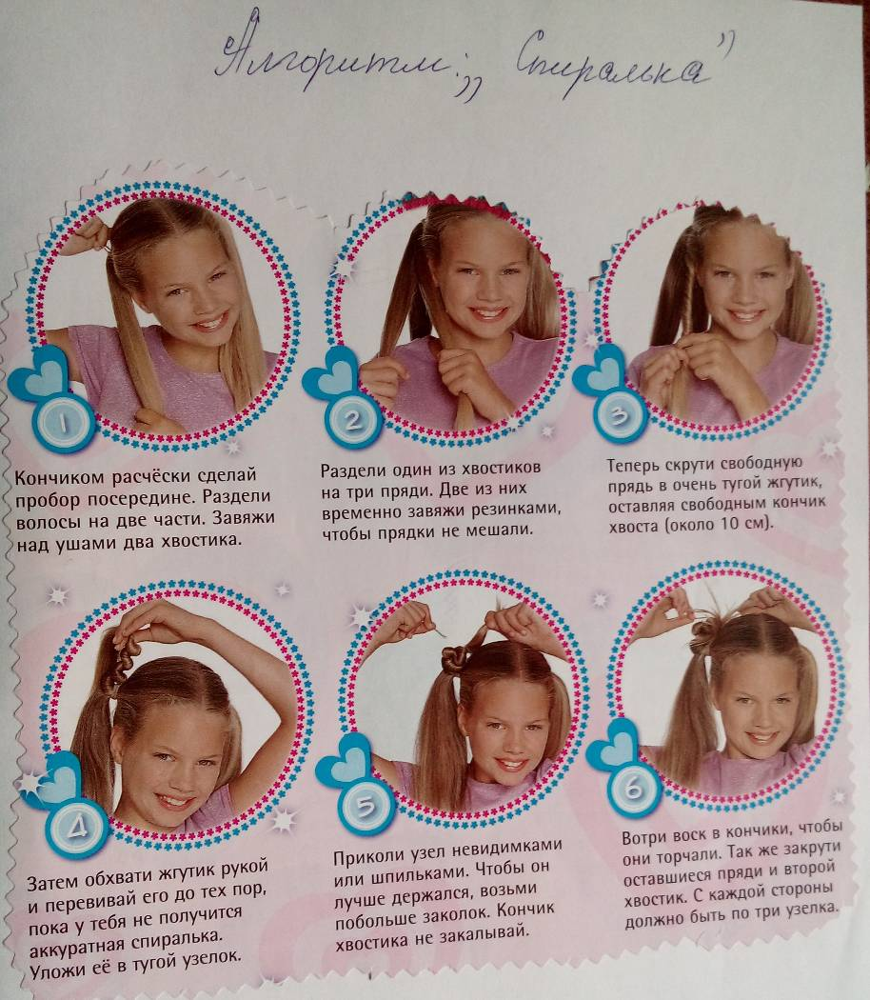 Алгоритм: „Спиралька”
1
Кончиком расчёски сделай
пробор посередине. Раздели
волосы на две части. Завяжи
над ушами два хвостика.
2
Раздели один из хвостиков
на три пряди. Две из них
временно завяжи резинками,
чтобы прядки не мешали.
3
Теперь скрути свободную
прядь в очень тугой жгутик,
оставляя свободным кончик
хвоста (около 10 см).
4
Затем обхвати жгутик рукой
и перевивай его до тех пор,
пока у тебя не получится
аккуратная спиралька.
Уложи её в тугой узелок.
5
Приколи узел невидимками
или шпильками. Чтобы он
лучше держался, возьми
побольше заколок. Кончик
хвостика не закалывай.
6
Вотри воск в кончики, чтобы
они торчали. Так же закрути
оставшиеся пряди и второй
хвостик. С каждой стороны
должно быть по три узелка.